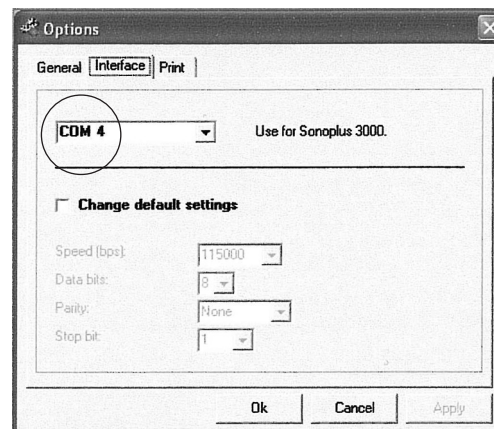 Options
General Interface Print
COM 4 Use for Sonoplus 3000.
Change default settings
Speed (bps): 115000
Data bits: 8
Parity: None
Stop bit: 1
Ok Cancel Apply